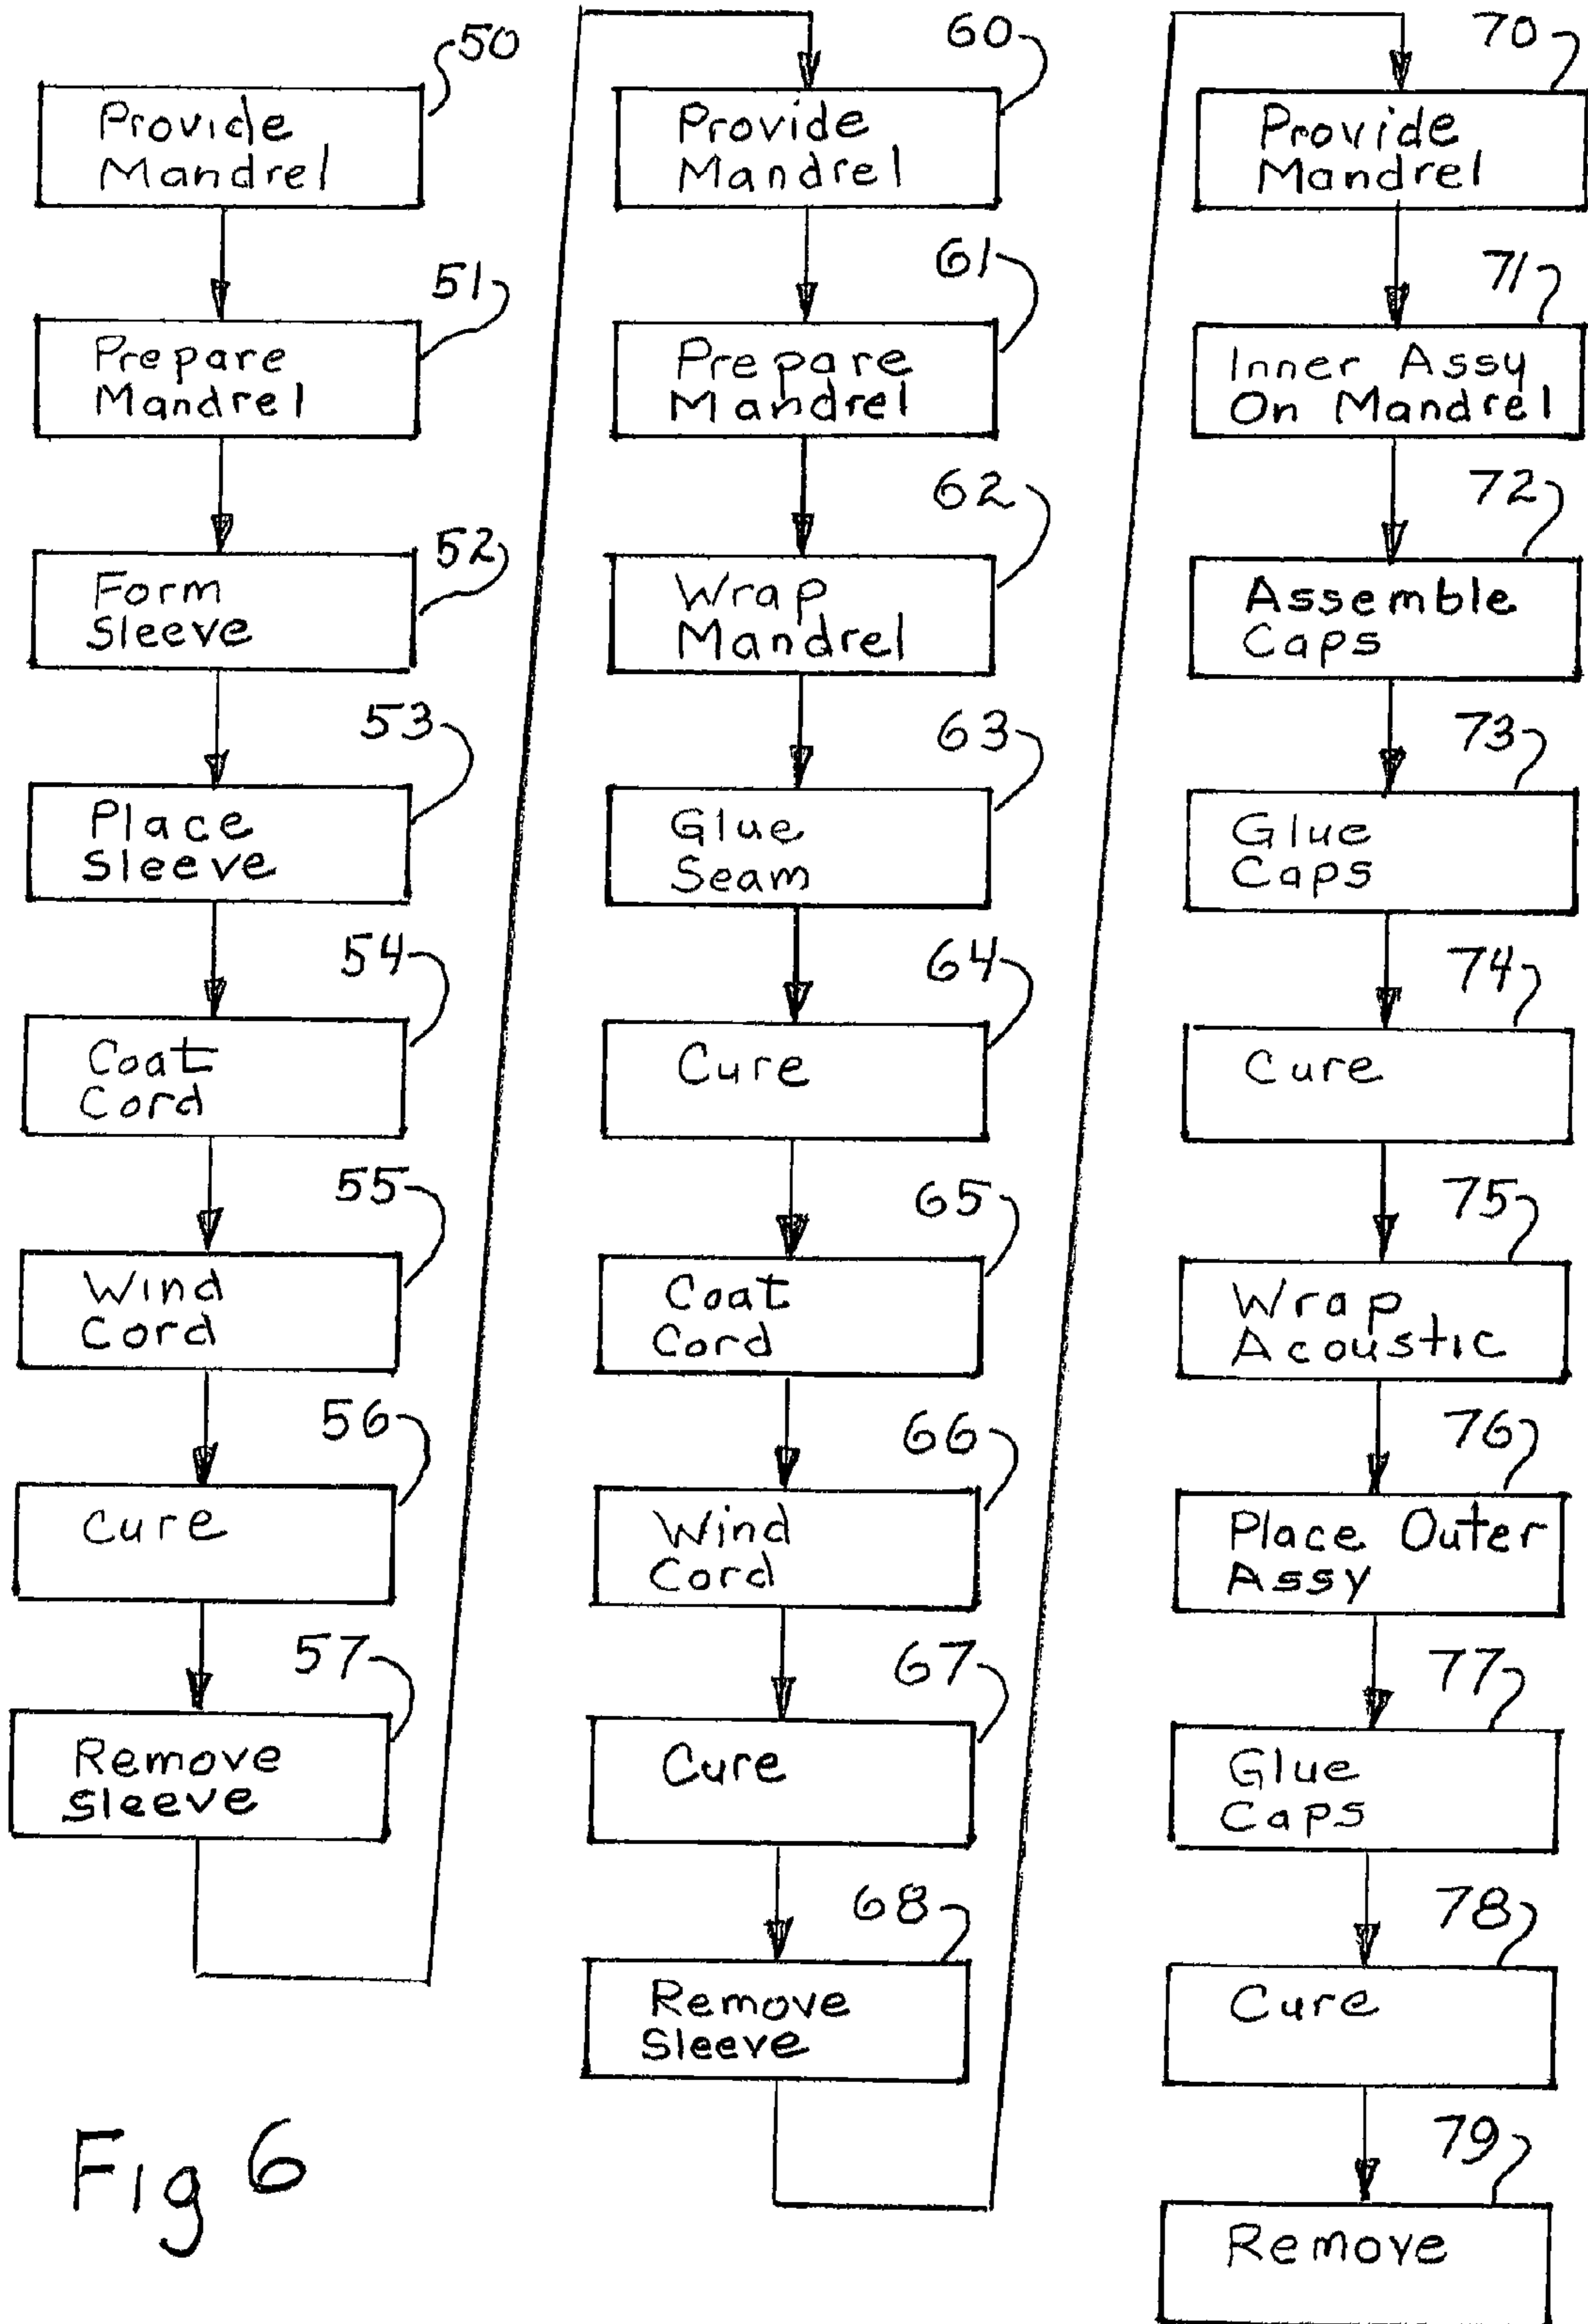 50
Provide
Mandrel
51
Prepare
Mandrel
52
Form
Sleeve
53
Place
Sleeve
54
Coat
Cord
55
Wind
Cord
56
Cure
57
Remove
Sleeve
60
Provide
Mandrel
61
Prepare
Mandrel
62
Wrap
Mandrel
63
Glue
Seam
64
Cure
65
Coat
Cord
66
Wind
Cord
67
Cure
68
Remove
Sleeve
70
Provide
Mandrel
71
Inner Assy
On Mandrel
72
Assemble
Caps
73
Glue
Caps
74
Cure
75
Wrap
Acoustic
76
Place Outer
Assy
77
Glue
Caps
78
Cure
79
Remove
Fig 6